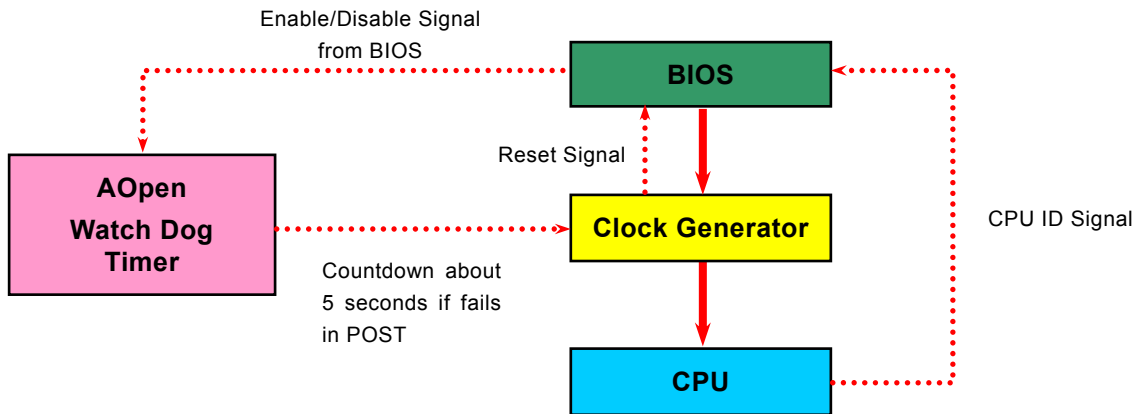 Enable/Disable Signal
from BIOS
BIOS
Reset Signal
AOpen
Watch Dog
Timer
Clock Generator
CPU ID Signal
Countdown about
5 seconds if fails
in POST
CPU